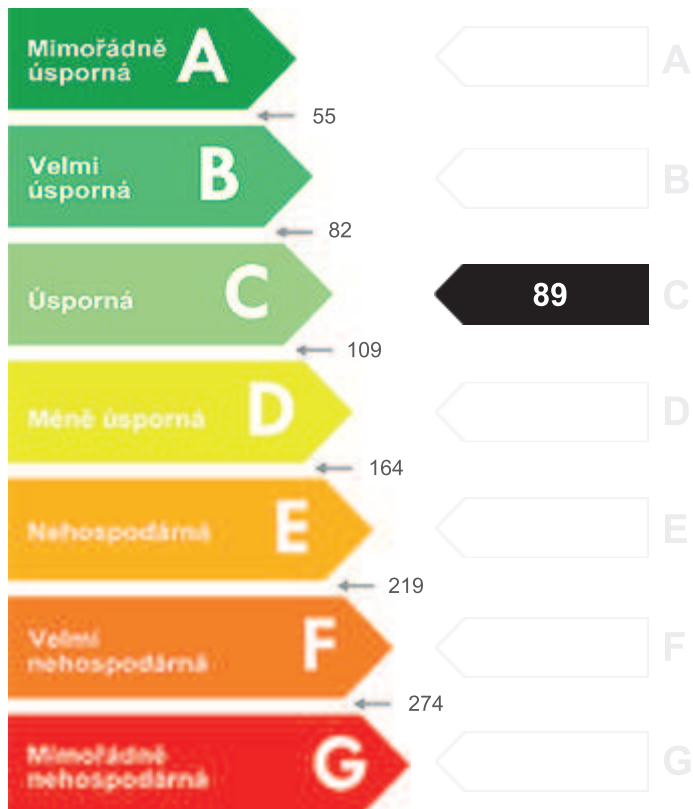 Mimořádně
úsporná
A
A
55
Velmi
úsporná
B
B
82
Úsporná
C
89
C
109
Méně úsporná
D
D
164
Nehospodárná
E
E
219
Velmi
nehospodárná
F
F
274
Mimořádně
nehospodárná
G
G